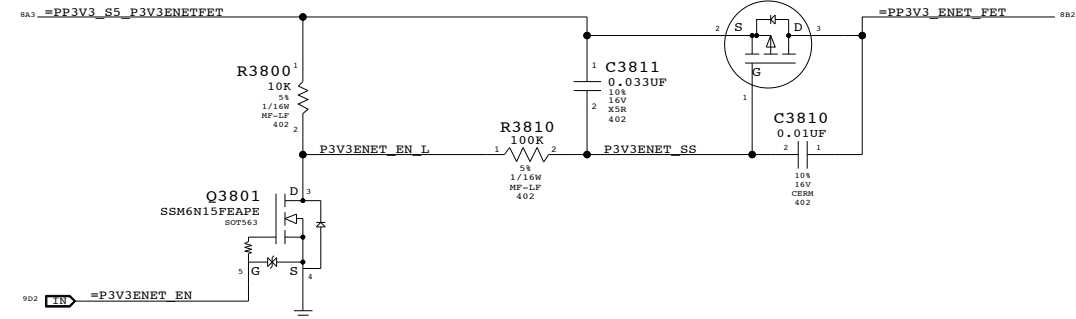 8A3 =PP3V3_S5_P3V3ENETFET
=PP3V3_ENET_FET 8B2
2 S D 3
G
1
R3800
10K
5%
1/16W
MF-LF
402
1
2
1
C3811
0.033UF
10%
16V
X5R
402
2
C3810
0.01UF
2 1
10%
16V
CERM
402
P3V3ENET_EN_L
R3810
100K
1 2
5%
1/16W
MF-LF
402
P3V3ENET_SS
Q3801
SSM6N15FEAPE
SOT563
D 3
5 G S 4
9D2 IN =P3V3ENET_EN